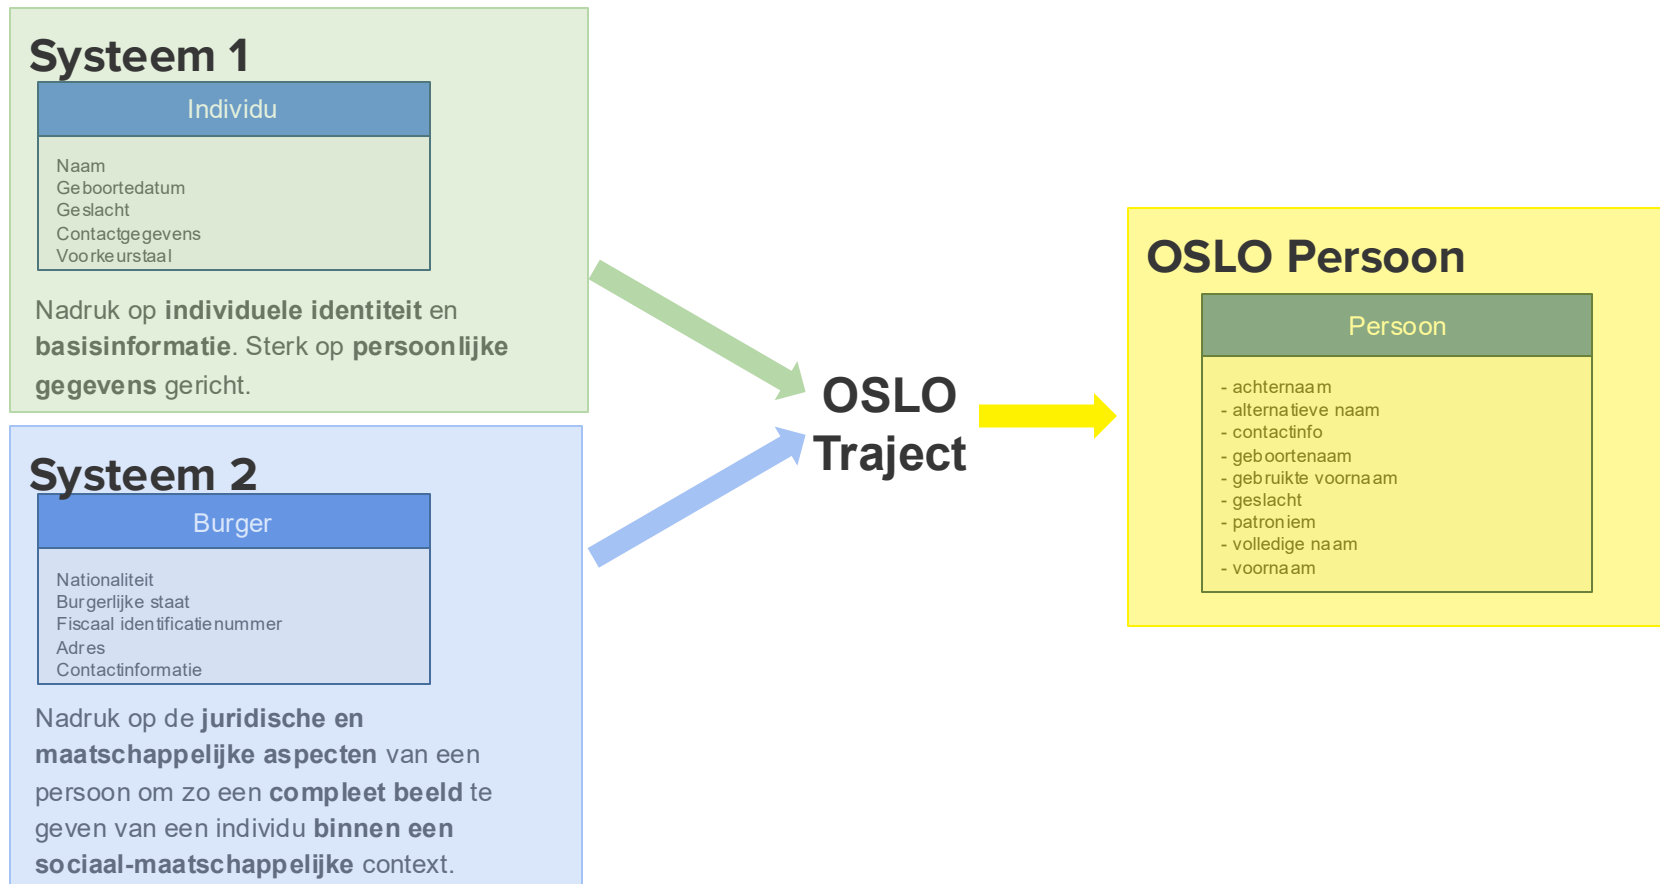 Systeem 1
Individu
Naam
Geboortedatum
Geslacht
Contactgegevens
Voorkeurstaal
Nadruk op individuele identiteit en
basisinformatie. Sterk op persoonlijke
gegevens gericht.
Systeem 2
Burger
Nationaliteit
Burgerlijke staat
Fiscaal identificatienummer
Adres
Contactinformatie
Nadruk op de juridische en
maatschappelijke aspecten van een
persoon om zo een compleet beeld te
geven van een individu binnen een
sociaal-maatschappelijke context.
OSLO
Traject
OSLO Persoon
Persoon
- achternaam
- alternatieve naam
- contactinfo
- geboortenaam
- gebruikte voornaam
- geslacht
- patroniem
- volledige naam
- voornaam